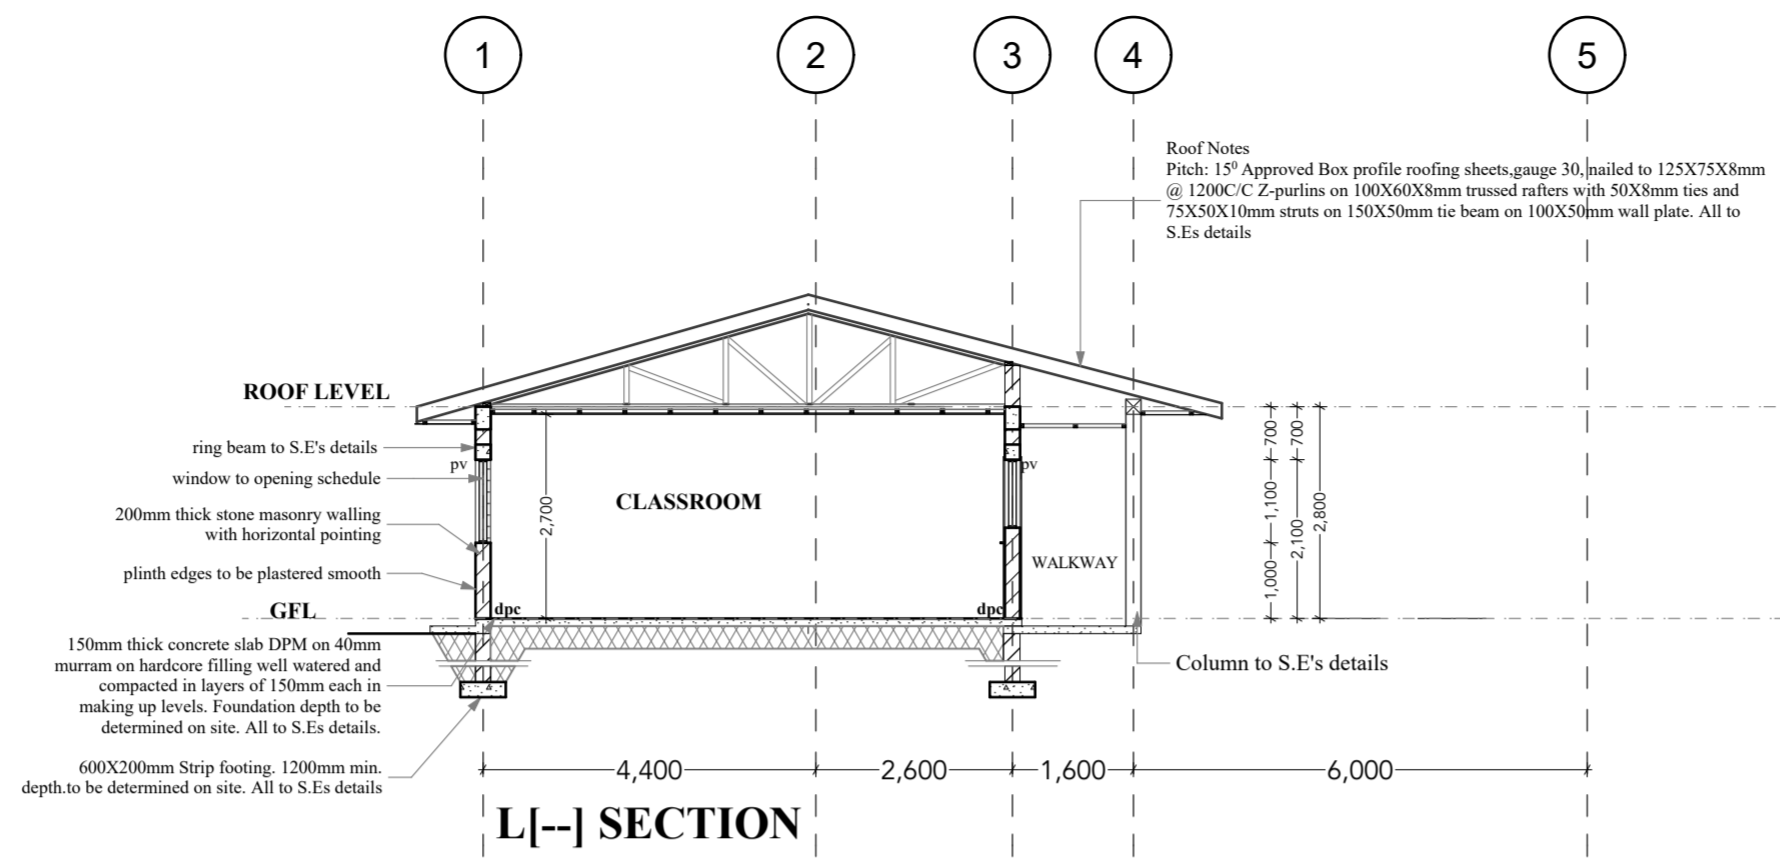 1
2
3
4
5
Roof Notes
Pitch: 15⁰ Approved Box profile roofing sheets,gauge 30, nailed to 125X75X8mm
@ 1200C/C Z-purlins on 100X60X8mm trussed rafters with 50X8mm ties and
75X50X10mm struts on 150X50mm tie beam on 100X50mm wall plate. All to
S.Es details
ROOF LEVEL
ring beam to S.E's details
pv
pv
window to opening schedule
CLASSROOM
200mm thick stone masonry walling
with horizontal pointing
2,700
WALKWAY
plinth edges to be plastered smooth
700
700
1,100
2,100
2,800
1,000
GFL
dpc
dpc
150mm thick concrete slab DPM on 40mm
murram on hardcore filling well watered and
compacted in layers of 150mm each in
making up levels. Foundation depth to be
determined on site. All to S.Es details.
Column to S.E's details
600X200mm Strip footing. 1200mm min.
depth.to be determined on site. All to S.Es details
4,400
2,600
1,600
6,000
L[--] SECTION